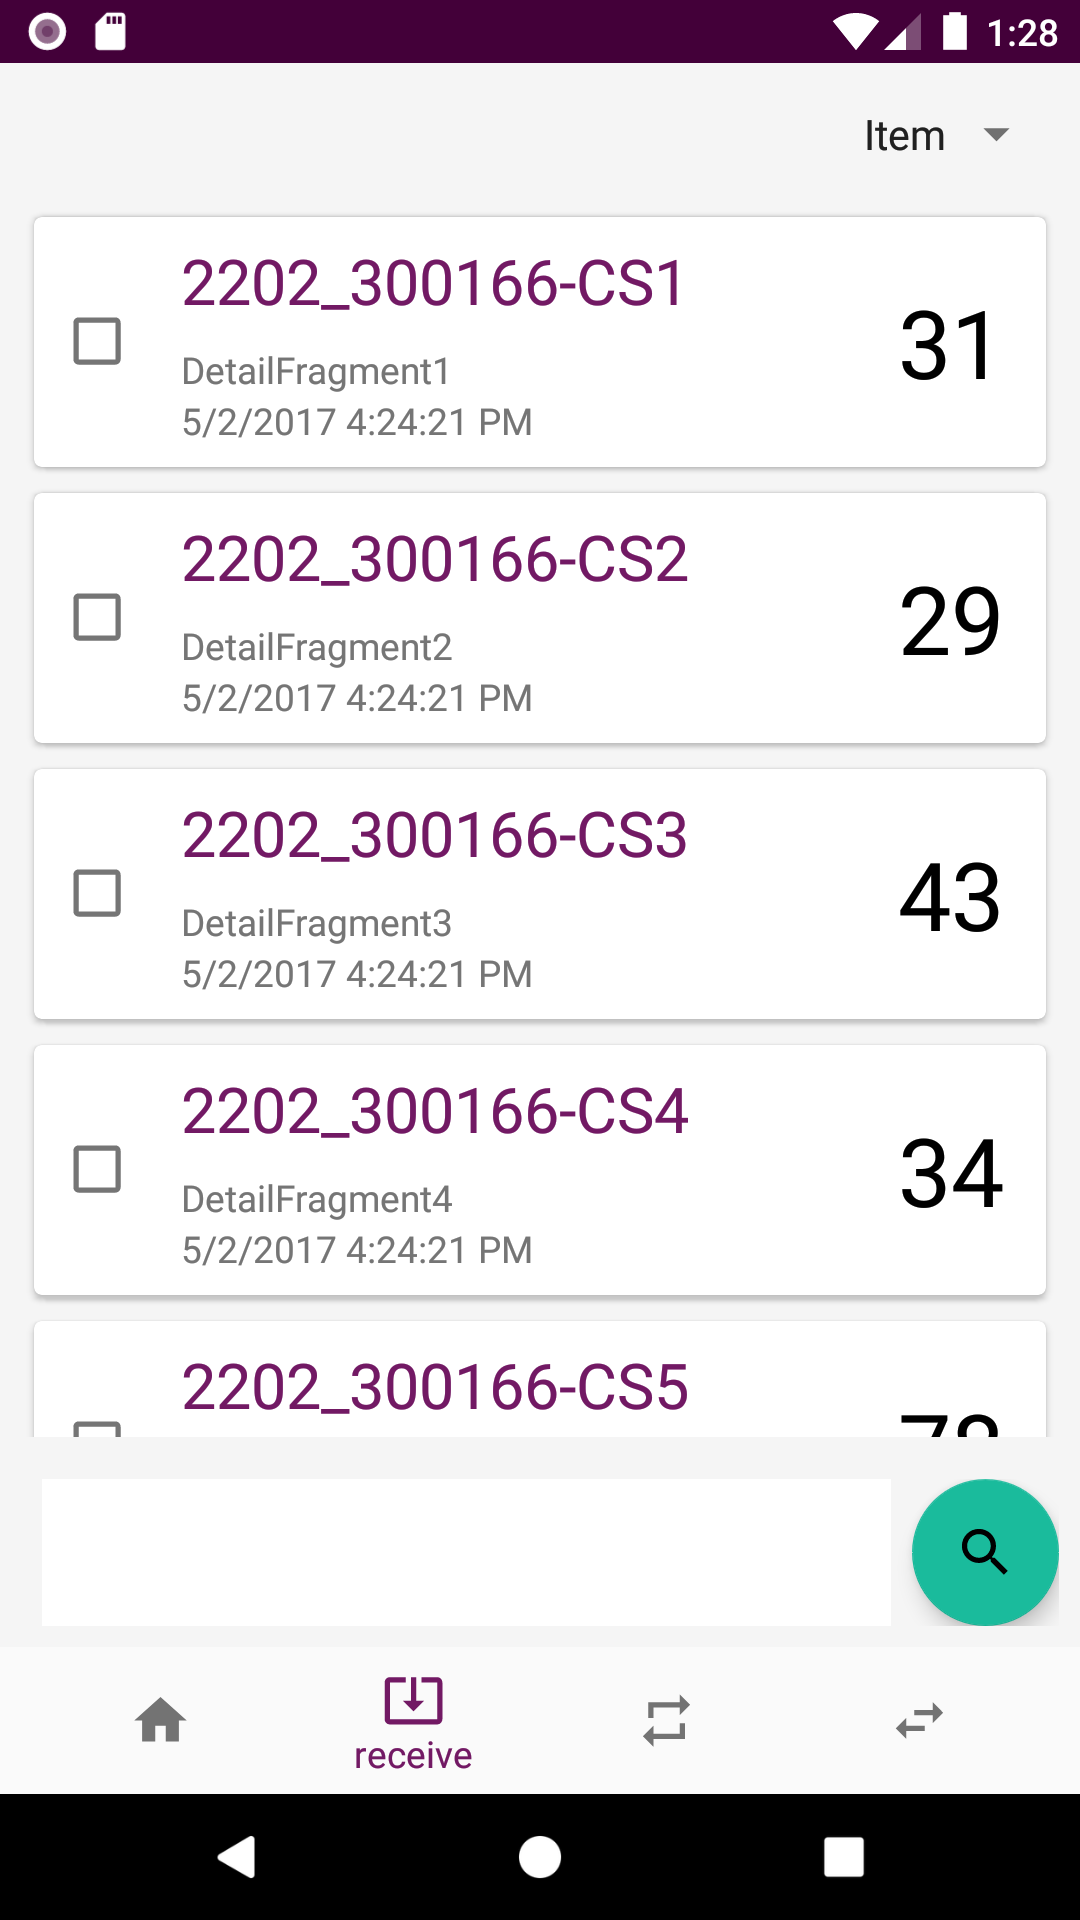 1:28
Item
2202_300166-CS1
31
DetailFragment1
5/2/2017 4:24:21 PM
2202_300166-CS2
29
DetailFragment2
5/2/2017 4:24:21 PM
2202_300166-CS3
43
DetailFragment3
5/2/2017 4:24:21 PM
2202_300166-CS4
34
DetailFragment4
5/2/2017 4:24:21 PM
2202_300166-CS5
receive